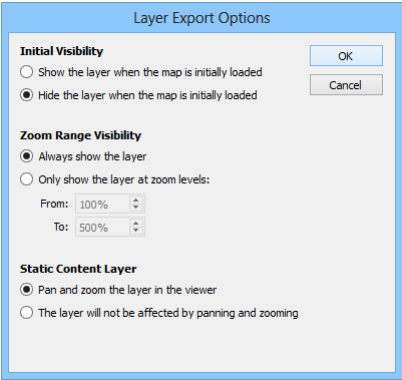 Layer Export Options
Initial Visibility
OK
Show the layer when the map is initially loaded
Cancel
Hide the layer when the map is initially loaded
Zoom Range Visibility
Always show the layer
Only show the layer at zoom levels:
From: 100%
To: 500%
Static Content Layer
Pan and zoom the layer in the viewer
The layer will not be affected by panning and zooming